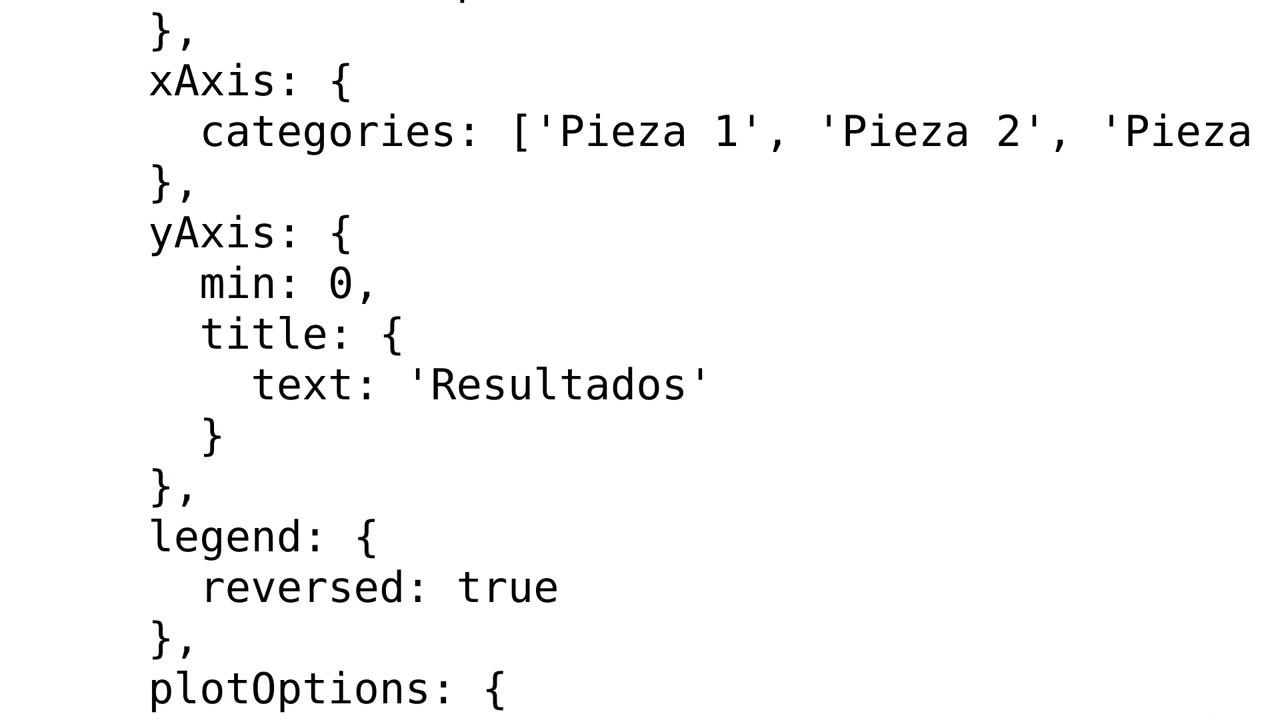 },
xAxis: {
  categories: ['Pieza 1', 'Pieza 2', 'Pieza
},
yAxis: {
  min: 0,
  title: {
    text: 'Resultados'
  }
},
legend: {
  reversed: true
},
plotOptions: {